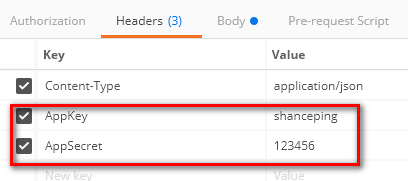 Authorization Headers (3) Body Pre-request Script
Key Value
Content-Type application/json
AppKey shanceping
AppSecret 123456
New key Value